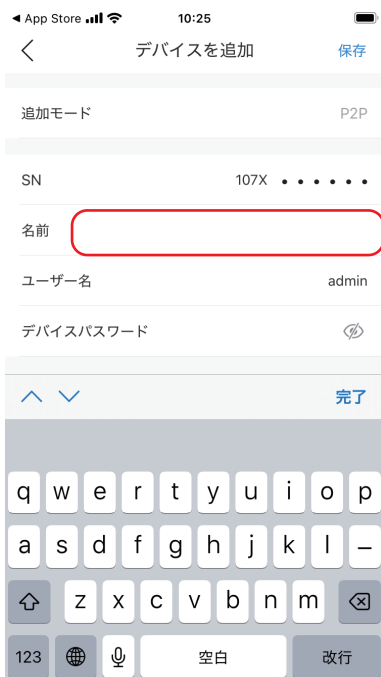 ◀ App Store 10:25
デバイスを追加 保存
追加モード P2P
SN 107X ● ● ● ● ● ●
名前
ユーザー名 admin
デバイスパスワード
完了
q w e r t y u i o p
a s d f g h j k l –
z x c v b n m
123 空白 改行